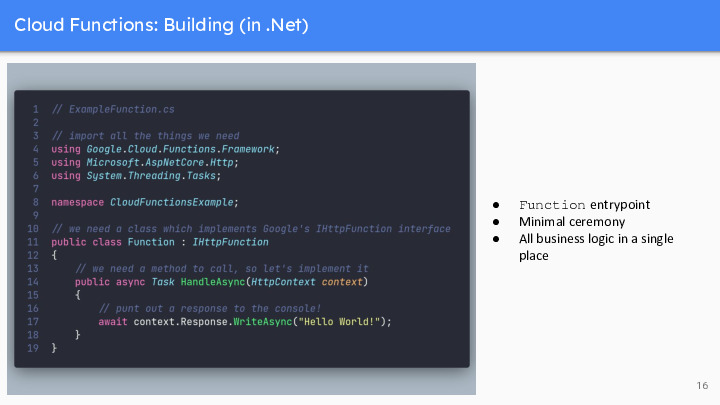 Cloud Functions: Building (in .Net)
1 // ExampleFunction.cs
2
3 // import all the things we need
4 using Google.Cloud.Functions.Framework;
5 using Microsoft.AspNetCore.Http;
6 using System.Threading.Tasks;
7
8 namespace CloudFunctionsExample;
9
10 // we need a class which implements Google's IHttpFunction interface
11 public class Function : IHttpFunction
12 {
13 // we need a method to call, so let's implement it
14 public async Task HandleAsync(HttpContext context)
15 {
16 // punt out a response to the console!
17 await context.Response.WriteAsync("Hello World!");
18 }
19 }
● Function entrypoint
● Minimal ceremony
● All business logic in a single
place
16